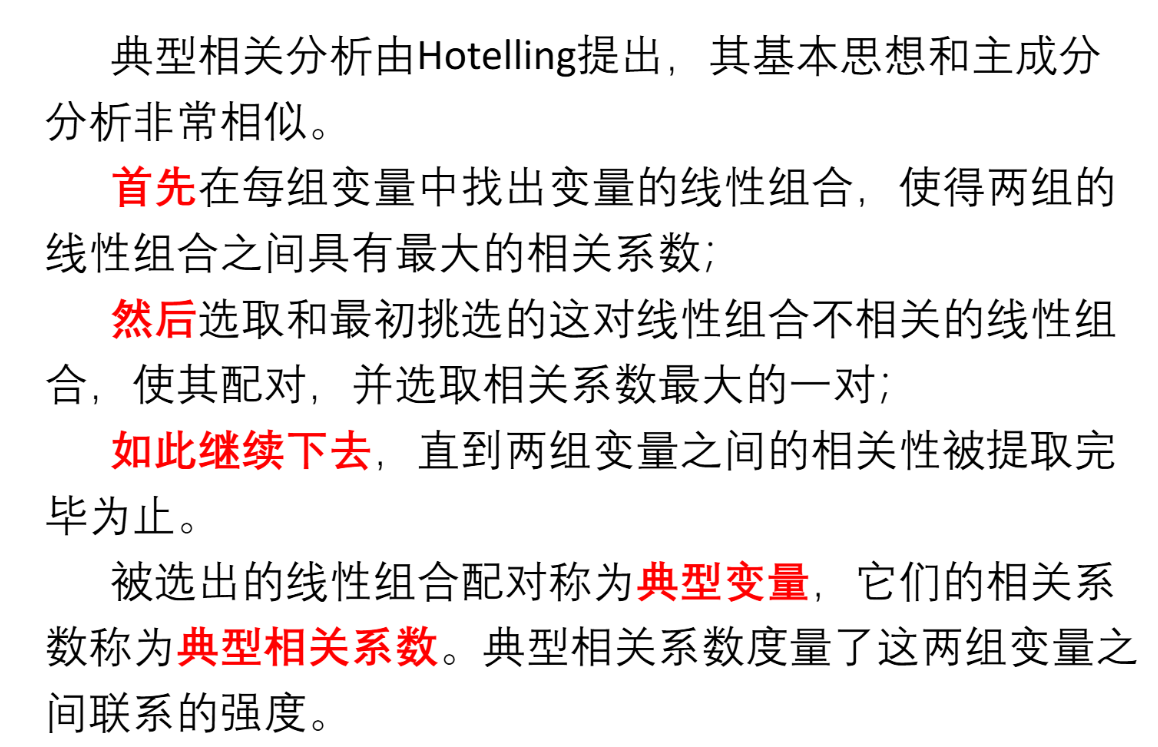 典型相关分析由Hotelling提出，其基本思想和主成分
分析非常相似。
首先在每组变量中找出变量的线性组合，使得两组的
线性组合之间具有最大的相关系数；
然后选取和最初挑选的这对线性组合不相关的线性组
合，使其配对，并选取相关系数最大的一对；
如此继续下去，直到两组变量之间的相关性被提取完
毕为止。
被选出的线性组合配对称为典型变量，它们的相关系
数称为典型相关系数。典型相关系数度量了这两组变量之
间联系的强度。